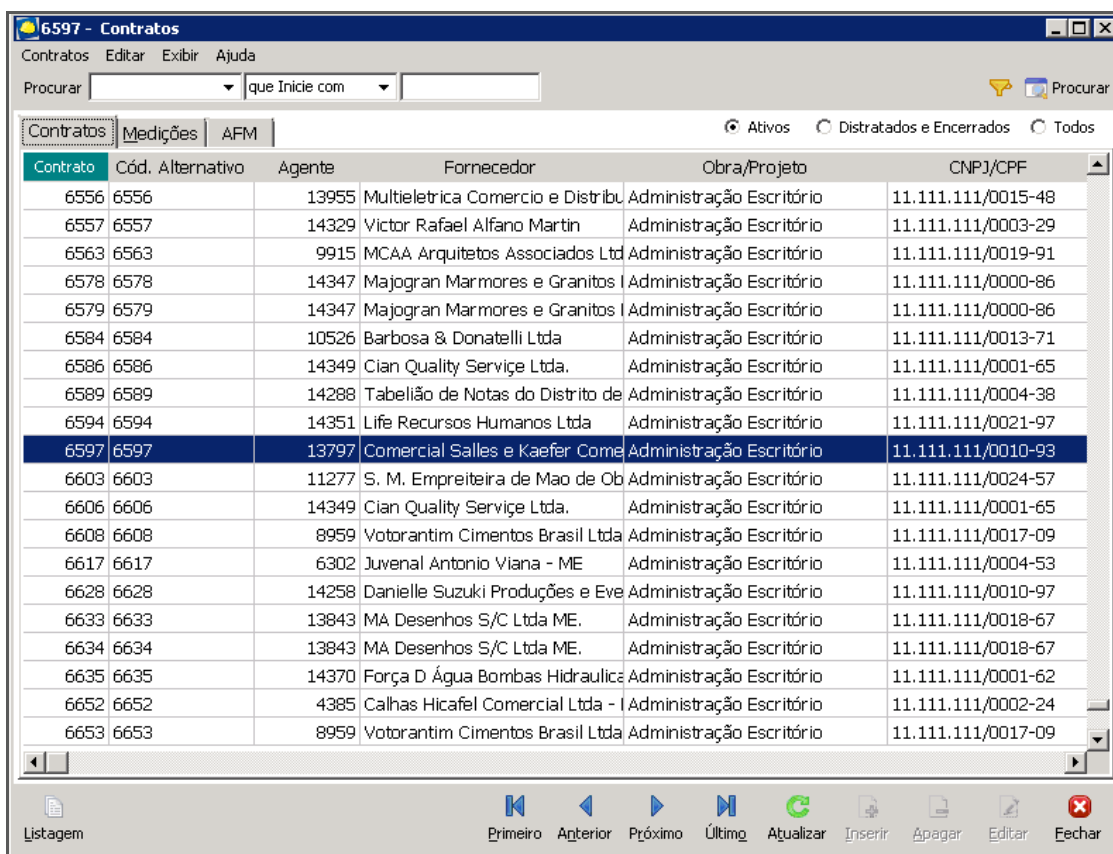 6597 - Contratos
Contratos Editar Exibir Ajuda
Procurar que Inicie com Procurar
Contratos Medições AFM Ativos Distratados e Encerrados Todos
Contrato Cód. Alternativo Agente Fornecedor Obra/Projeto CNPJ/CPF
6556 6556 13955 Multieletrica Comercio e Distribu Administração Escritório 11.111.111/0015-48
6557 6557 14329 Victor Rafael Alfano Martin Administração Escritório 11.111.111/0003-29
6563 6563 9915 MCAA Arquitetos Associados Ltd Administração Escritório 11.111.111/0019-91
6578 6578 14347 Majogran Marmores e Granitos Administração Escritório 11.111.111/0000-86
6579 6579 14347 Majogran Marmores e Granitos Administração Escritório 11.111.111/0000-86
6584 6584 10526 Barbosa & Donatelli Ltda Administração Escritório 11.111.111/0013-71
6586 6586 14349 Cian Quality Serviçe Ltda. Administração Escritório 11.111.111/0001-65
6589 6589 14288 Tabelião de Notas do Distrito de Administração Escritório 11.111.111/0004-38
6594 6594 14351 Life Recursos Humanos Ltda Administração Escritório 11.111.111/0021-97
6597 6597 13797 Comercial Salles e Kaefer Come Administração Escritório 11.111.111/0010-93
6603 6603 11277 S. M. Empreiteira de Mao de Ob Administração Escritório 11.111.111/0024-57
6606 6606 14349 Cian Quality Serviçe Ltda. Administração Escritório 11.111.111/0001-65
6608 6608 8959 Votorantim Cimentos Brasil Ltda Administração Escritório 11.111.111/0017-09
6617 6617 6302 Juvenal Antonio Viana - ME Administração Escritório 11.111.111/0004-53
6628 6628 14258 Danielle Suzuki Produções e Eve Administração Escritório 11.111.111/0010-97
6633 6633 13843 MA Desenhos S/C Ltda ME. Administração Escritório 11.111.111/0018-67
6634 6634 13843 MA Desenhos S/C Ltda ME. Administração Escritório 11.111.111/0018-67
6635 6635 14370 Força D Água Bombas Hidraulica Administração Escritório 11.111.111/0001-62
6652 6652 4385 Calhas Hicafel Comercial Ltda - Administração Escritório 11.111.111/0002-24
6653 6653 8959 Votorantim Cimentos Brasil Ltda Administração Escritório 11.111.111/0017-09
Listagem Primeiro Anterior Próximo Último Atualizar Inserir Apagar Editar Fechar